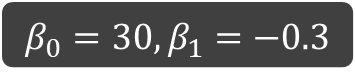 β₀ = 30, β₁ = −0.3